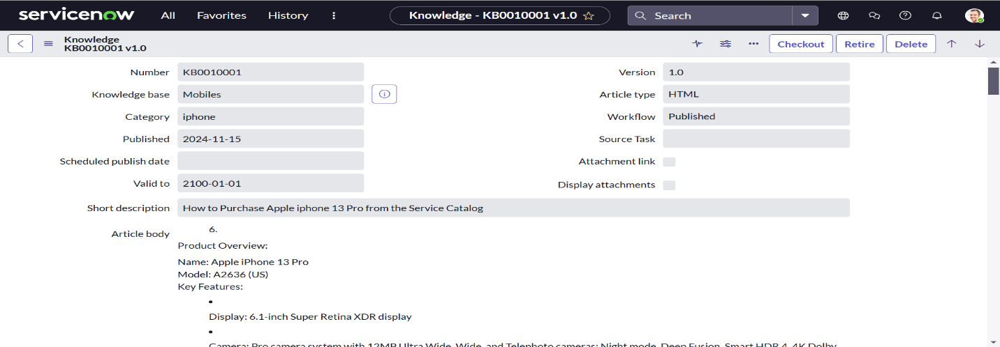 servicenow All Favorites History Knowledge - KB0010001 v1.0 Search
Knowledge
KB0010001 v1.0
Checkout Retire Delete
Number KB0010001 Version 1.0
Knowledge base Mobiles Article type HTML
Category iphone Workflow Published
Published 2024-11-15 Source Task
Scheduled publish date Attachment link
Valid to 2100-01-01 Display attachments
Short description How to Purchase Apple iphone 13 Pro from the Service Catalog
Article body
6.
Product Overview:
Name: Apple iPhone 13 Pro
Model: A2636 (US)
Key Features:
•
Display: 6.1-inch Super Retina XDR display
•
Camera: Pro camera system with 12MP Ultra Wide, Wide, and Telephoto cameras; Night mode, Deep Fusion, Smart HDR 4, 4K Dolby